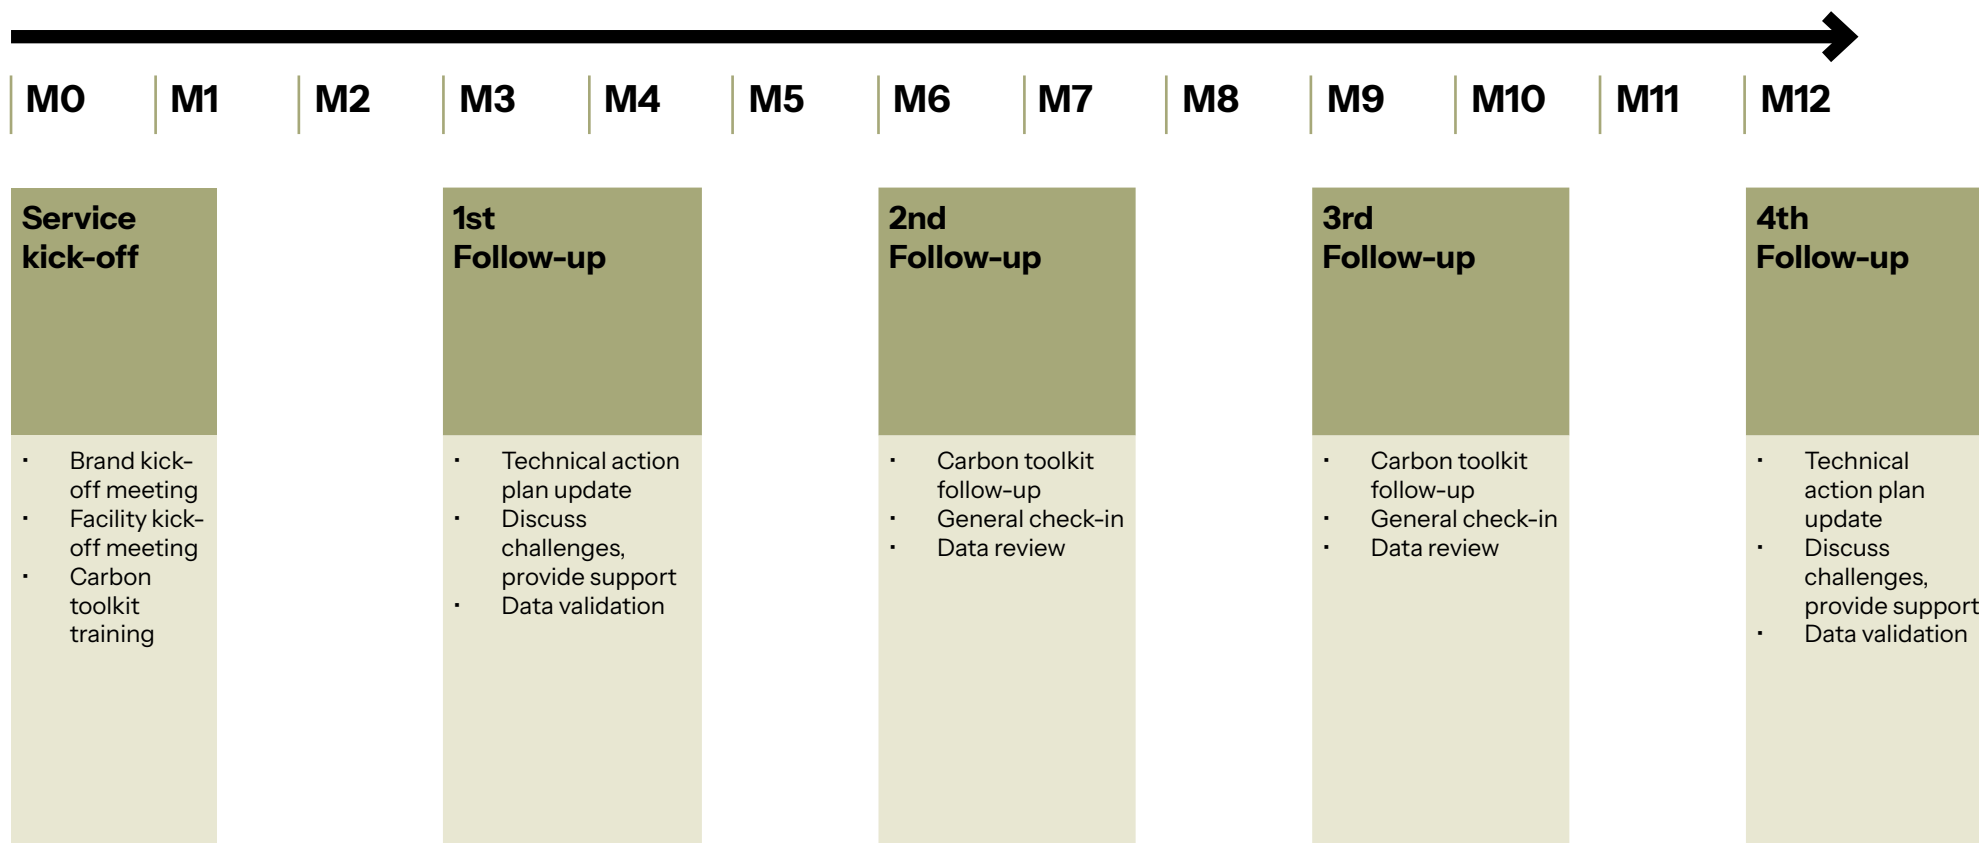 M0 M1 M2 M3 M4 M5 M6 M7 M8 M9 M10 M11 M12
Service
kick-off
· Brand kick-
off meeting
· Facility kick-
off meeting
· Carbon
toolkit
training
1st
Follow-up
· Technical action
plan update
· Discuss
challenges,
provide support
· Data validation
2nd
Follow-up
· Carbon toolkit
follow-up
· General check-in
· Data review
3rd
Follow-up
· Carbon toolkit
follow-up
· General check-in
· Data review
4th
Follow-up
· Technical
action plan
update
· Discuss
challenges,
provide support
· Data validation